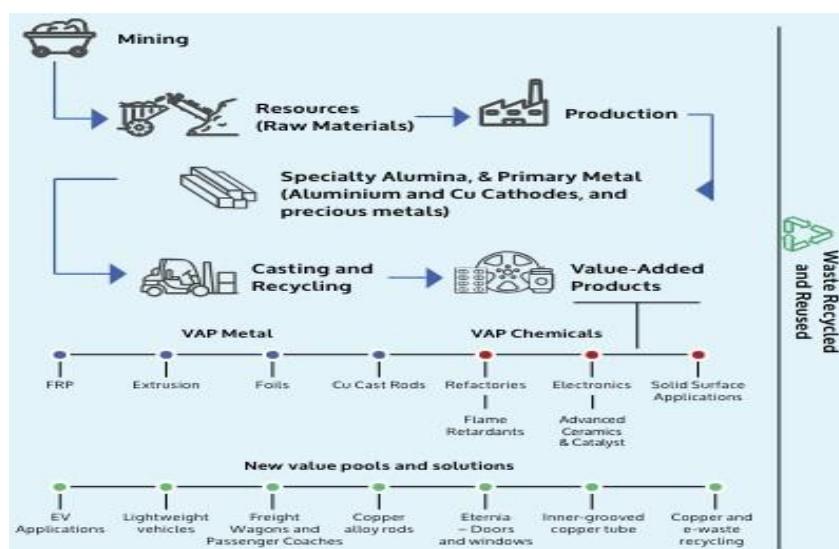 Mining
Resources
(Raw Materials)
Production
Specialty Alumina, & Primary Metal
(Aluminium and Cu Cathodes, and
precious metals)
Casting and
Recycling
Value-Added
Products
Waste Recycled
and Reused
VAP Metal
VAP Chemicals
FRP
Extrusion
Foils
Cu Cast Rods
Refactories
Electronics
Solid Surface
Applications
Flame
Retardants
Advanced
Ceramics
& Catalyst
New value pools and solutions
EV
Applications
Lightweight
vehicles
Freight
Wagons and
Passenger Coaches
Copper
alloy rods
Eternia
– Doors
and windows
Inner-grooved
copper tube
Copper and
e-waste
recycling